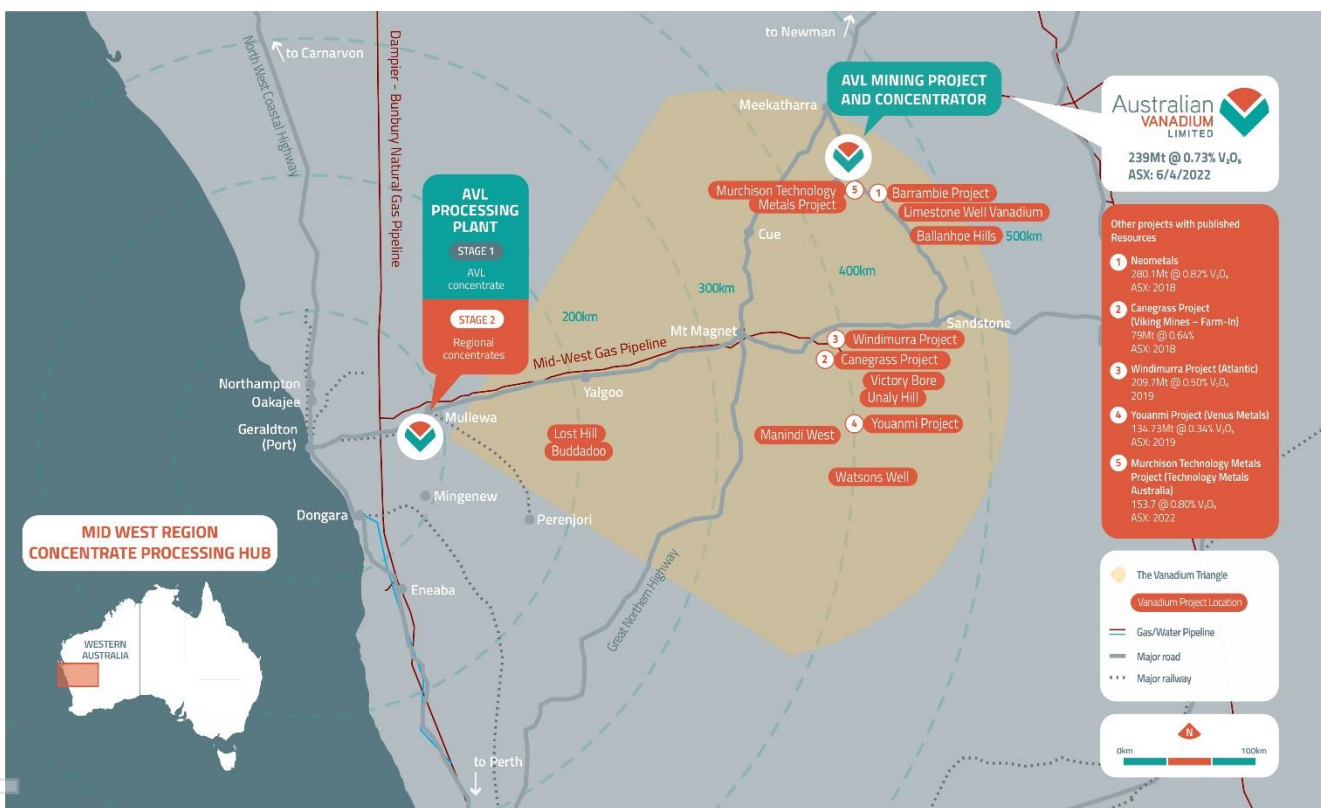 to Carnarvon
North West Coastal Highway
Dampier - Bunbury Natural Gas Pipeline
to Newman
AVL MINING PROJECT
AND CONCENTRATOR
Meekatharra
Australian
VANADIUM
LIMITED
239Mt @ 0.73% V₂O₅
ASX: 6/4/2022
AVL
PROCESSING
PLANT
STAGE 1
AVL
concentrate
STAGE 2
Regional
concentrates
Murchison Technology
Metals Project
5
1
Barrambie Project
Limestone Well Vanadium
Ballanhoe Hills
500km
Cue
400km
300km
200km
Mt Magnet
Sandstone
Mid-West Gas Pipeline
3
Windimurra Project
2
Canegrass Project
Victory Bore
Unaly Hill
Yalgoo
Northampton
Oakajee
Geraldton
(Port)
Mullewa
Lost Hill
Buddadoo
Manindi West
4
Youanmi Project
Watsons Well
Mingenew
Perenjori
Dongara
Eneaba
Great Northern Highway
to Perth
MID WEST REGION
CONCENTRATE PROCESSING HUB
WESTERN
AUSTRALIA
Other projects with published
Resources
1 Neometals
280.1Mt @ 0.82% V₂O₅
ASX: 2018
2 Canegrass Project
(Viking Mines – Farm-In)
79Mt @ 0.64%
ASX: 2018
3 Windimurra Project (Atlantic)
209.7Mt @ 0.50% V₂O₅
2019
4 Youanmi Project (Venus Metals)
134.73Mt @ 0.34% V₂O₅
ASX: 2019
5 Murchison Technology Metals
Project (Technology Metals
Australia)
153.7 @ 0.80% V₂O₅
ASX: 2022
The Vanadium Triangle
Vanadium Project Location
Gas/Water Pipeline
Major road
Major railway
N
0km
100km